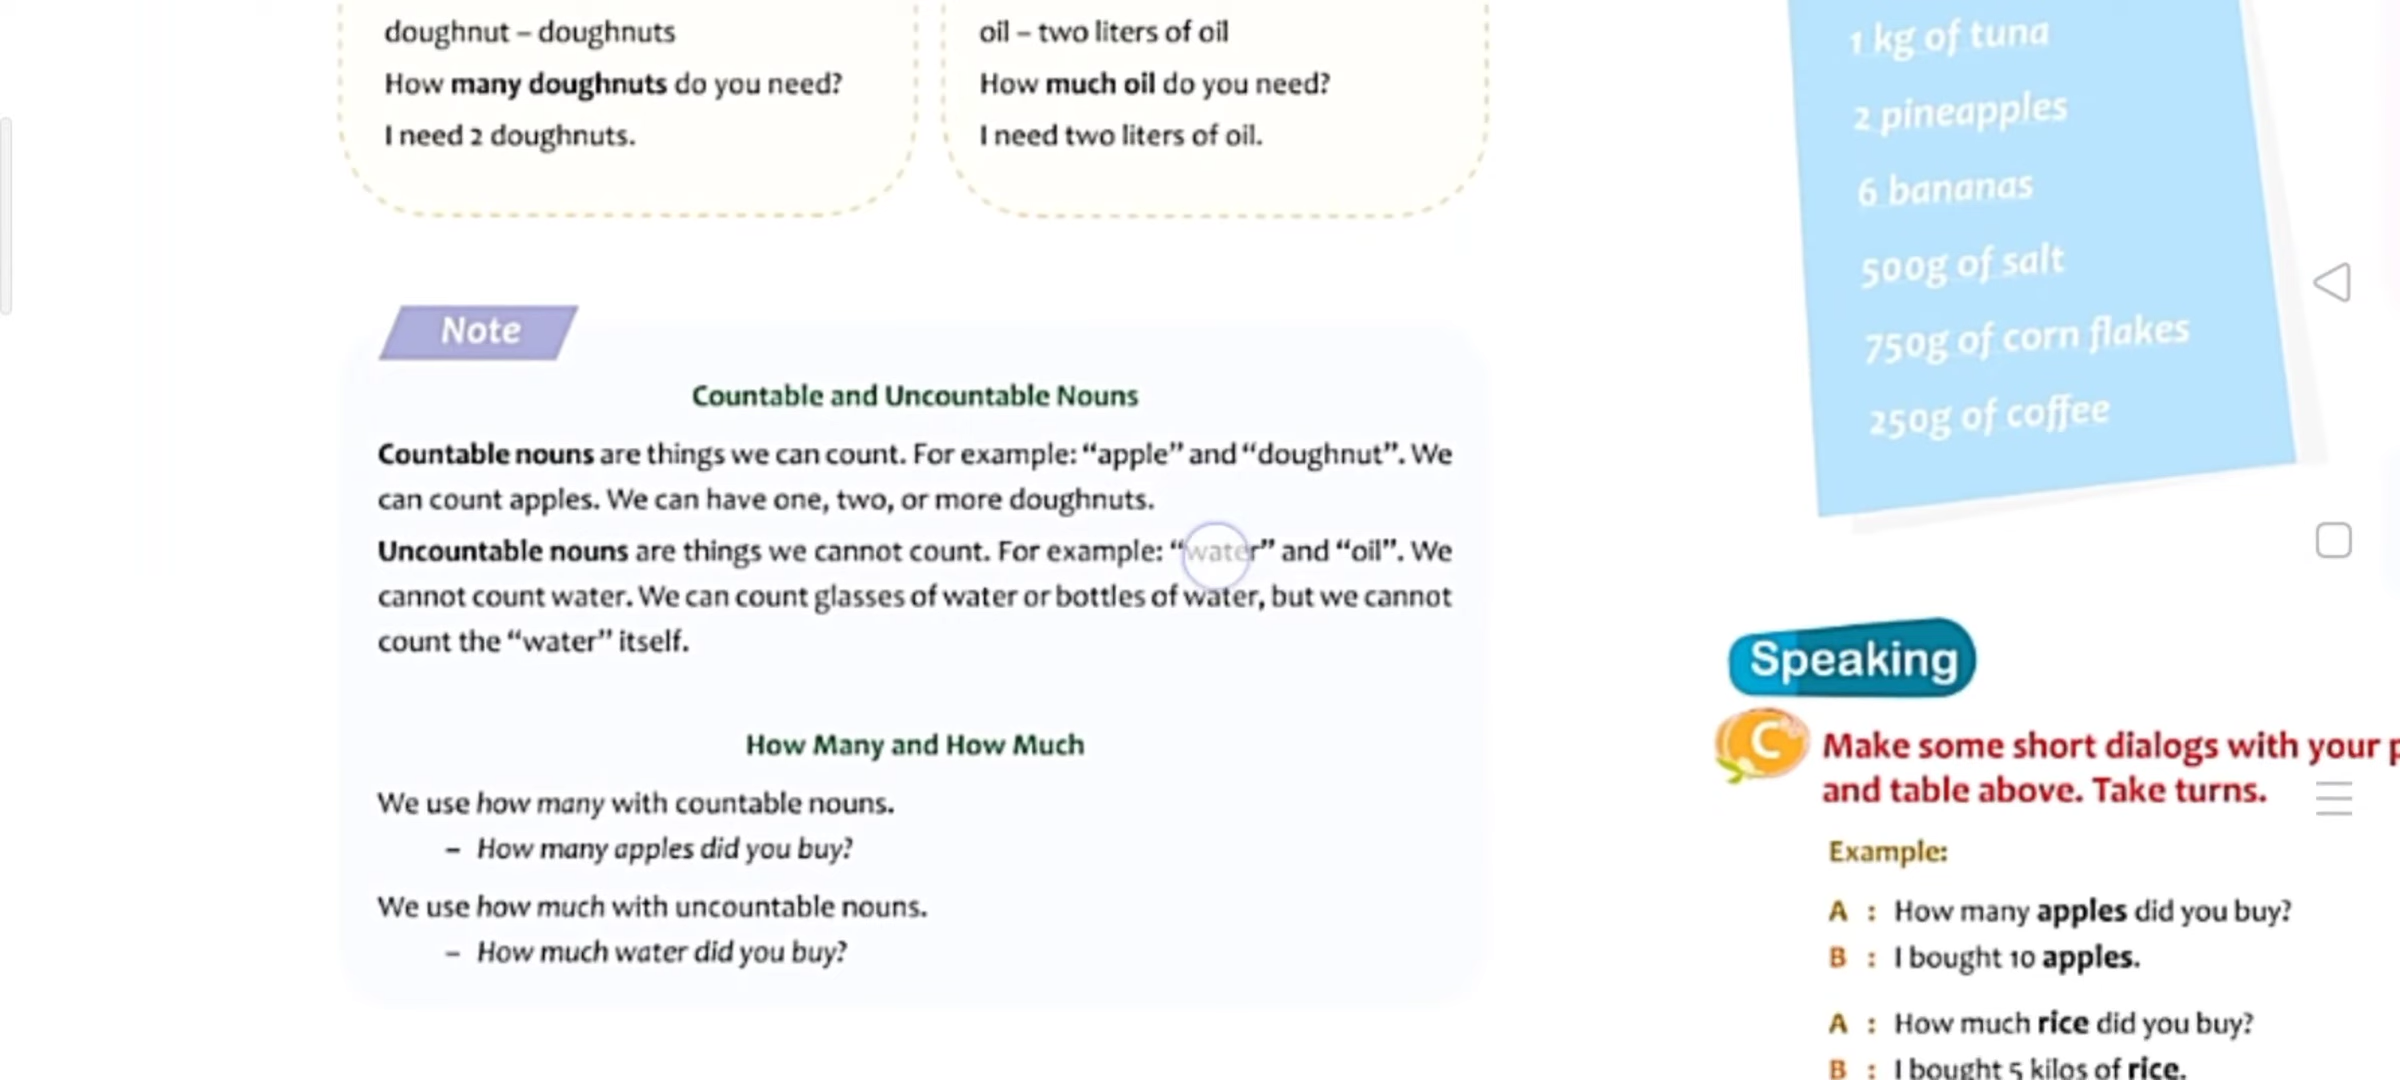 doughnut – doughnuts
How many doughnuts do you need?
I need 2 doughnuts.
oil – two liters of oil
How much oil do you need?
I need two liters of oil.
Note
Countable and Uncountable Nouns
Countable nouns are things we can count. For example: “apple” and “doughnut”. We
can count apples. We can have one, two, or more doughnuts.
Uncountable nouns are things we cannot count. For example: “water” and “oil”. We
cannot count water. We can count glasses of water or bottles of water, but we cannot
count the “water” itself.
How Many and How Much
We use how many with countable nouns.
– How many apples did you buy?
We use how much with uncountable nouns.
– How much water did you buy?
1 kg of tuna
2 pineapples
6 bananas
500g of salt
750g of corn flakes
250g of coffee
Speaking
C
Make some short dialogs with your p
and table above. Take turns.
Example:
A : How many apples did you buy?
B : I bought 10 apples.
A : How much rice did you buy?
B : I bought 5 kilos of rice.